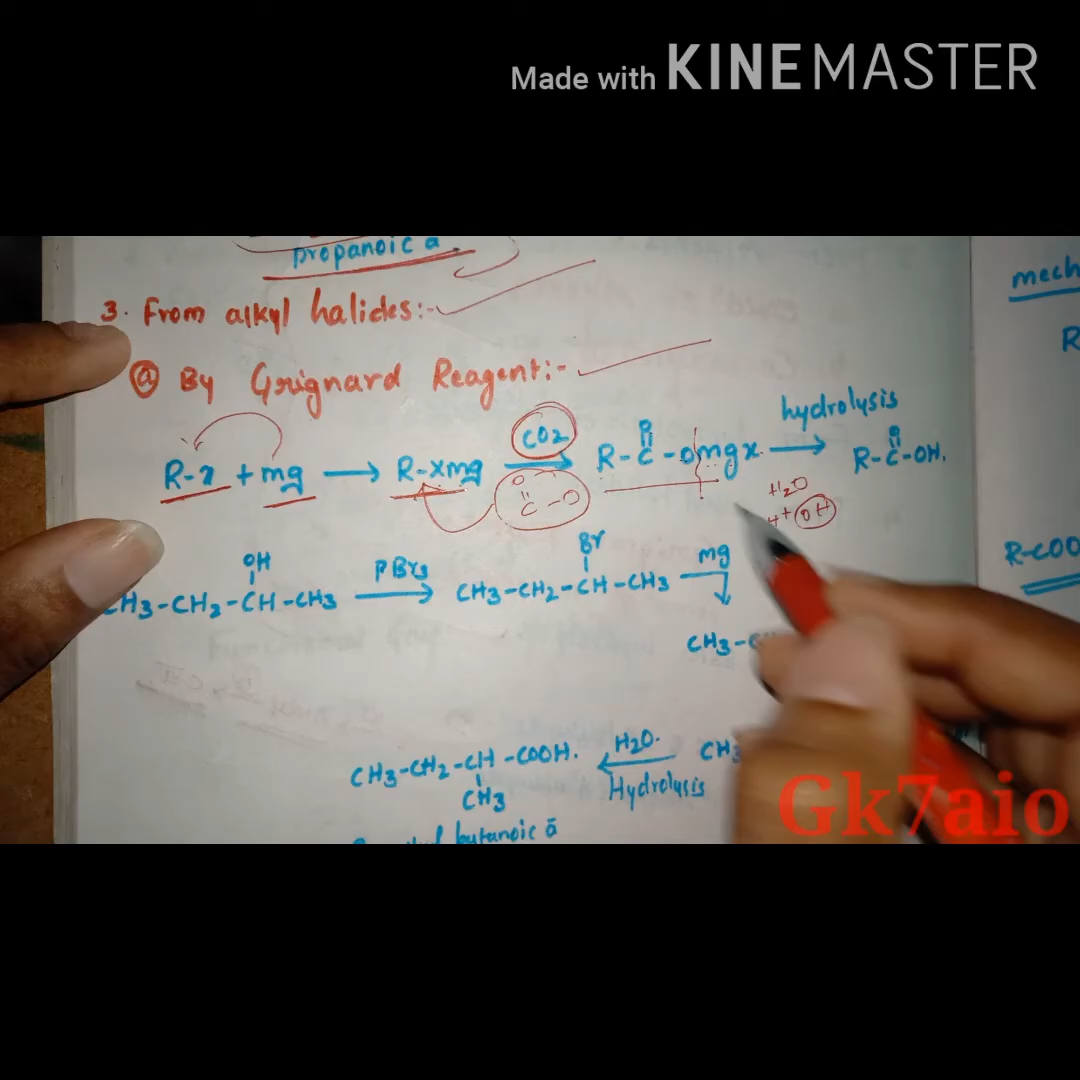 Made with KINEMASTER
propanoic a
3. From alkyl halides:-
mech
(a) By Grignard Reagent:-
R
hydrolysis
CO2
O
O
R-x + mg → R-xmg → R-C-omgx → R-C-OH.
O
C-O
H2O
H+ OH
OH
PBr3
Br
mg
CH3-CH2-CH-CH3 → CH3-CH2-CH-CH3
R-COO
CH3-C
H2O.
CH3-CH2-CH-COOH. ← CH3
CH3
Hydrolysis
butanoic ā
Gk7aio